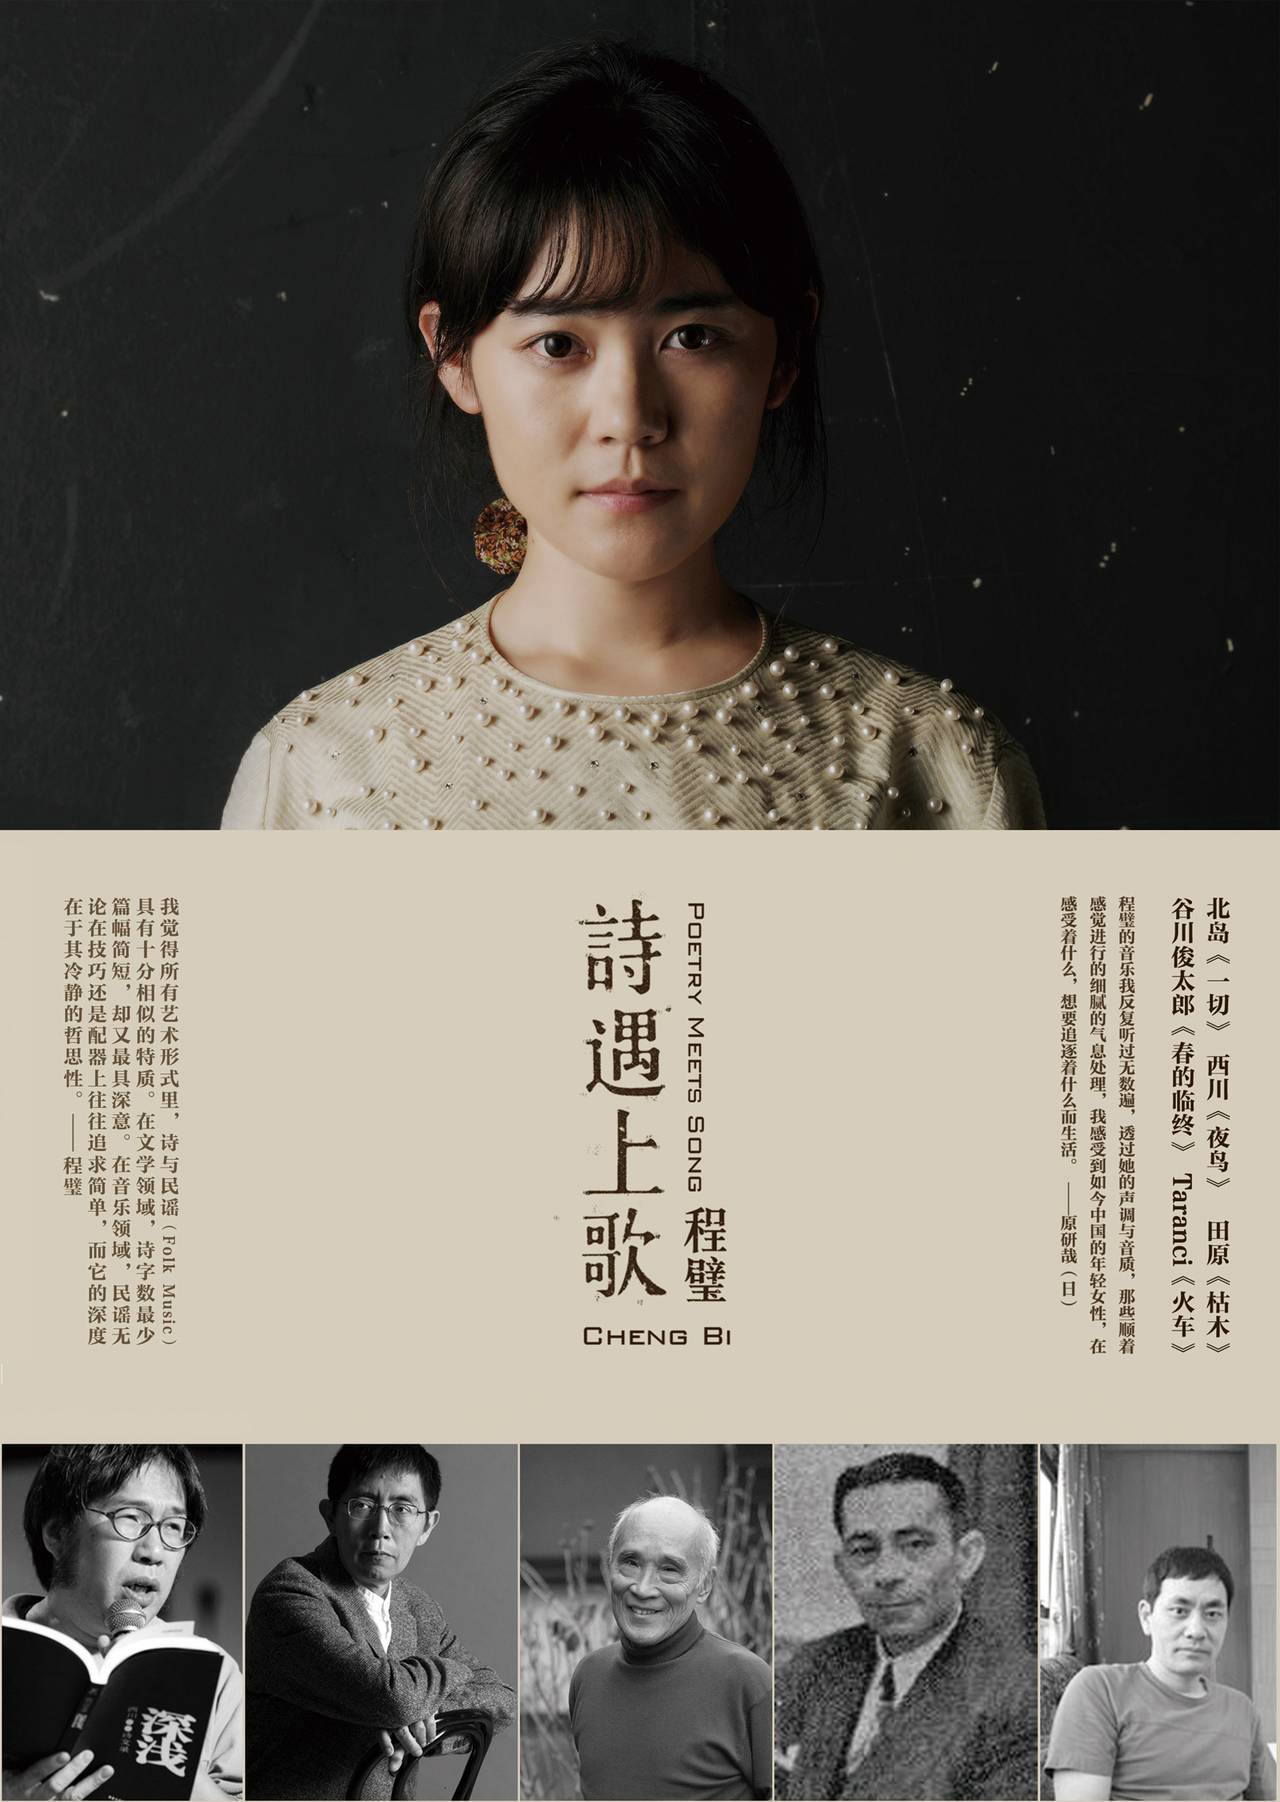 北岛《一切》 西川《夜鸟》 田原《枯木》
谷川俊太郎《春的临终》 Taranci《火车》
程璧的音乐我反复听过无数遍，透过她的声调与音质，那些顺着
感觉进行的细腻的气息处理，我感受到如今中国的年轻女性，在
感受着什么，想要追逐着什么而生活。 ——原研哉（日）
POETRY MEETS SONG 程璧
詩遇上歌
CHENG BI
我觉得所有艺术形式里，诗与民谣（Folk Music）
具有十分相似的特质。在文学领域，诗字数最少
篇幅简短，却又最具深意。在音乐领域，民谣无
论在技巧还是配器上往往追求简单，而它的深度
在于其冷静的哲思性。——程璧
深浅